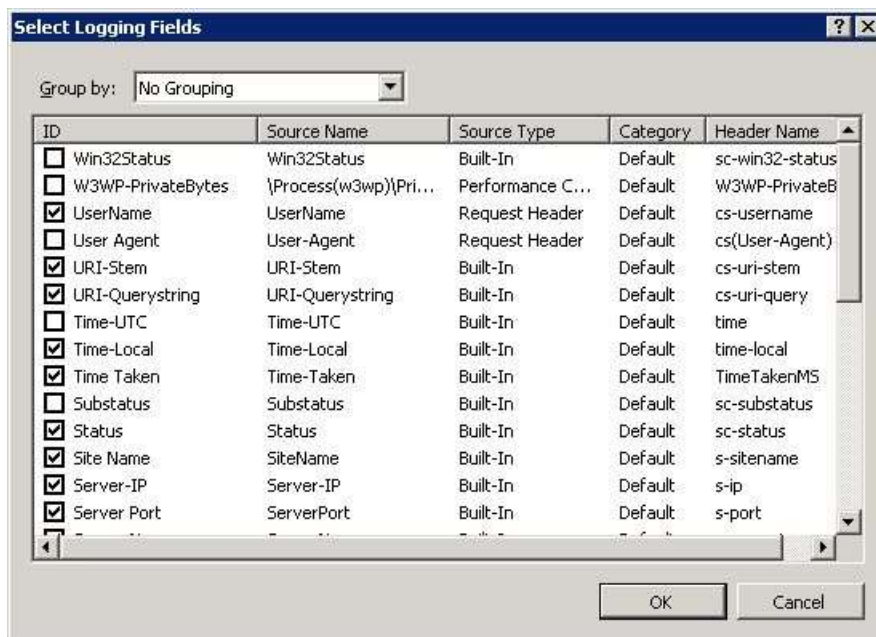 Select Logging Fields
Group by: No Grouping
ID Source Name Source Type Category Header Name
Win32Status Win32Status Built-In Default sc-win32-status
W3WP-PrivateBytes \Process(w3wp)\Pri... Performance C... Default W3WP-PrivateB
UserName UserName Request Header Default cs-username
User Agent User-Agent Request Header Default cs(User-Agent)
URI-Stem URI-Stem Built-In Default cs-uri-stem
URI-Querystring URI-Querystring Built-In Default cs-uri-query
Time-UTC Time-UTC Built-In Default time
Time-Local Time-Local Built-In Default time-local
Time Taken Time-Taken Built-In Default TimeTakenMS
Substatus Substatus Built-In Default sc-substatus
Status Status Built-In Default sc-status
Site Name SiteName Built-In Default s-sitename
Server-IP Server-IP Built-In Default s-ip
Server Port ServerPort Built-In Default s-port
OK Cancel